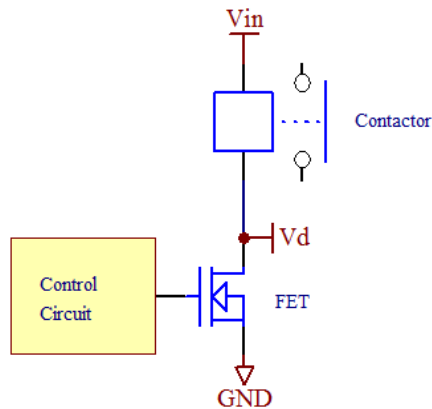 Vin
Contactor
Vd
Control
Circuit
FET
GND